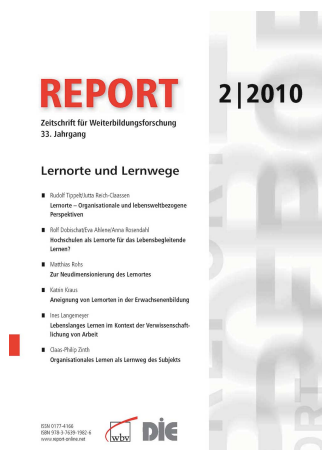 REPORT
2|2010
Zeitschrift für Weiterbildungsforschung
33. Jahrgang
Lernorte und Lernwege
Rudolf Tippelt/Jutta Reich-Claassen
Lernorte – Organisationale und lebensweltbezogene
Perspektiven
Rolf Dobischat/Eva Ahlene/Anna Rosendahl
Hochschulen als Lernorte für das Lebensbegleitende
Lernen?
Matthias Rohs
Zur Neudimensionierung des Lernortes
Katrin Kraus
Aneignung von Lernorten in der Erwachsenenbildung
Ines Langemeyer
Lebenslanges Lernen im Kontext der Verwissenschaft-
lichung von Arbeit
Claas-Philip Zinth
Organisationales Lernen als Lernweg des Subjekts
ISSN 0177-4166
ISBN 978-3-7639-1982-6
www.report-online.net
wbv
DIE